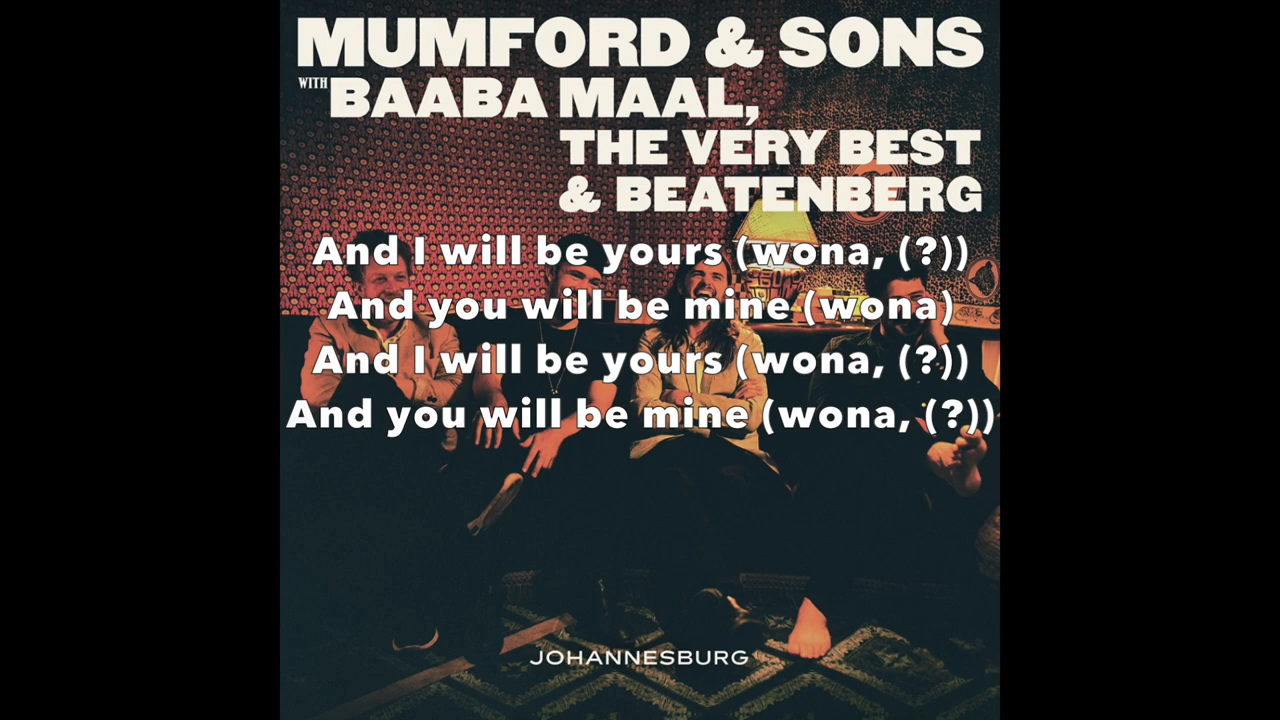 MUMFORD & SONS
WITH BAABA MAAL,
THE VERY BEST
& BEATENBERG
And I will be yours (wona, (?))
And you will be mine (wona)
And I will be yours (wona, (?))
And you will be mine (wona, (?))
JOHANNESBURG